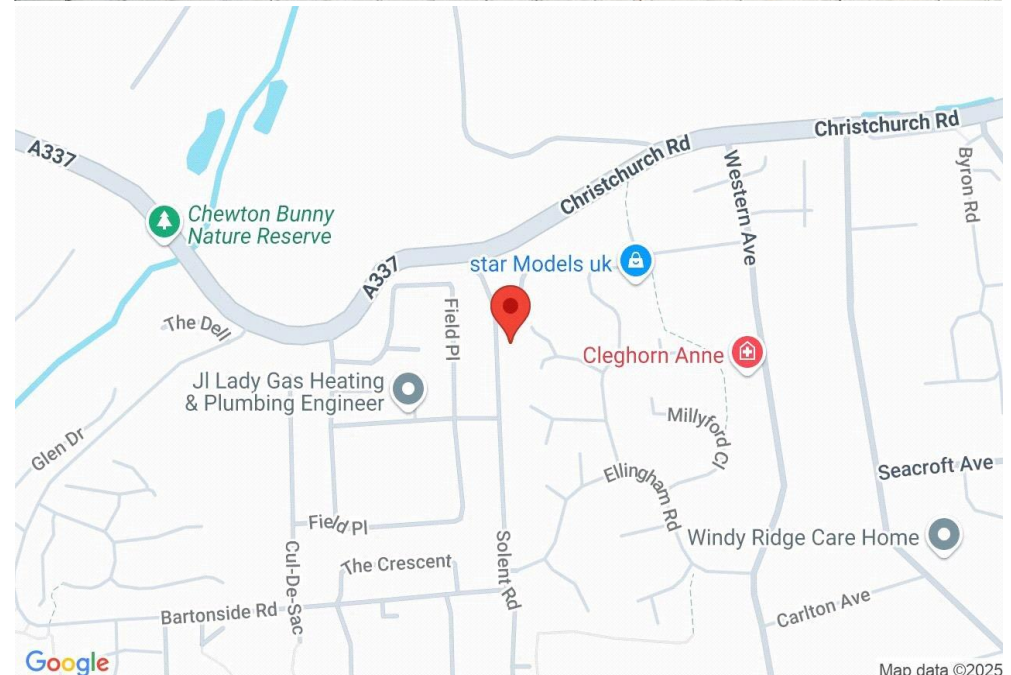 Christchurch Rd
A337
Christchurch Rd
Byron Rd
Western Ave
Chewton Bunny
Nature Reserve
star Models uk
A337
Field Pl
The Dell
Cleghorn Anne
Jl Lady Gas Heating
& Plumbing Engineer
Millyford Cl
Glen Dr
Seacroft Ave
Ellingham Rd
Field Pl
Windy Ridge Care Home
Solent Rd
Cul-De-Sac
The Crescent
Bartonside Rd
Carlton Ave
Google
Map data ©2025